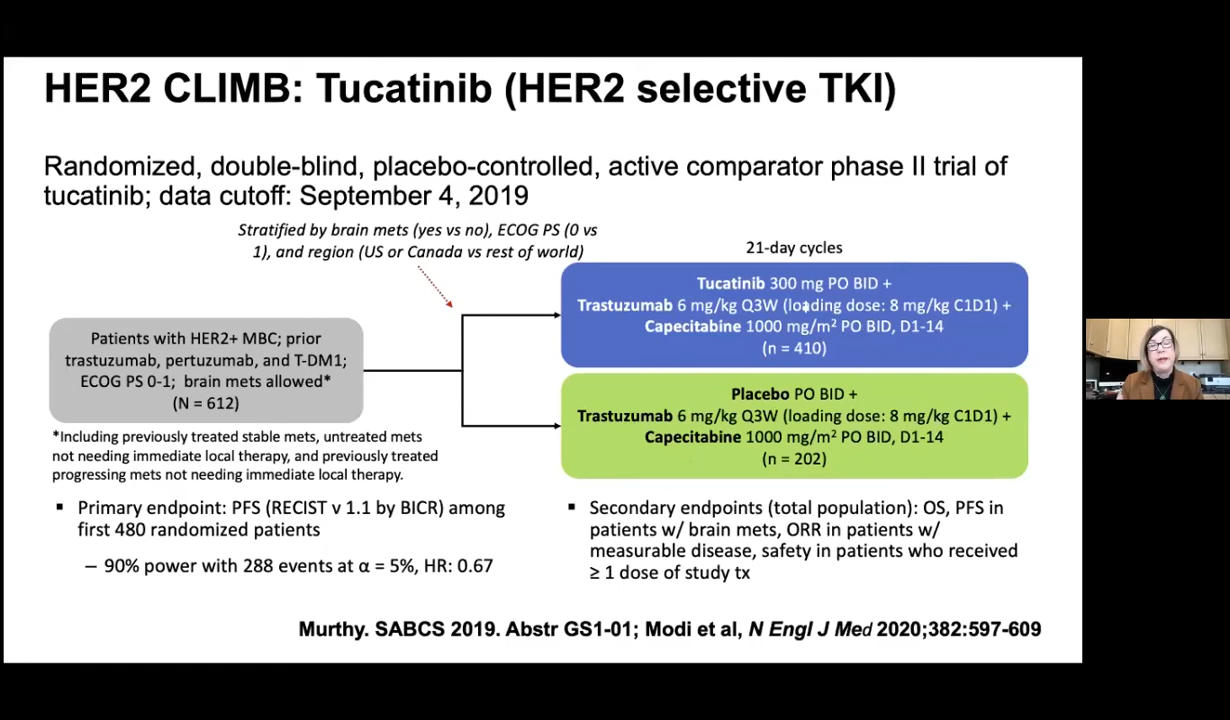 HER2 CLIMB: Tucatinib (HER2 selective TKI)
Randomized, double-blind, placebo-controlled, active comparator phase II trial of
tucatinib; data cutoff: September 4, 2019
Stratified by brain mets (yes vs no), ECOG PS (0 vs
1), and region (US or Canada vs rest of world)
21-day cycles
Patients with HER2+ MBC; prior
trastuzumab, pertuzumab, and T-DM1;
ECOG PS 0-1; brain mets allowed*
(N = 612)
Tucatinib 300 mg PO BID +
Trastuzumab 6 mg/kg Q3W (loading dose: 8 mg/kg C1D1) +
Capecitabine 1000 mg/m² PO BID, D1-14
(n = 410)
Placebo PO BID +
Trastuzumab 6 mg/kg Q3W (loading dose: 8 mg/kg C1D1) +
Capecitabine 1000 mg/m² PO BID, D1-14
(n = 202)
*Including previously treated stable mets, untreated mets
not needing immediate local therapy, and previously treated
progressing mets not needing immediate local therapy.
▪ Primary endpoint: PFS (RECIST v 1.1 by BICR) among
first 480 randomized patients
– 90% power with 288 events at α = 5%, HR: 0.67
▪ Secondary endpoints (total population): OS, PFS in
patients w/ brain mets, ORR in patients w/
measurable disease, safety in patients who received
≥ 1 dose of study tx
Murthy. SABCS 2019. Abstr GS1-01; Modi et al, N Engl J Med 2020;382:597-609